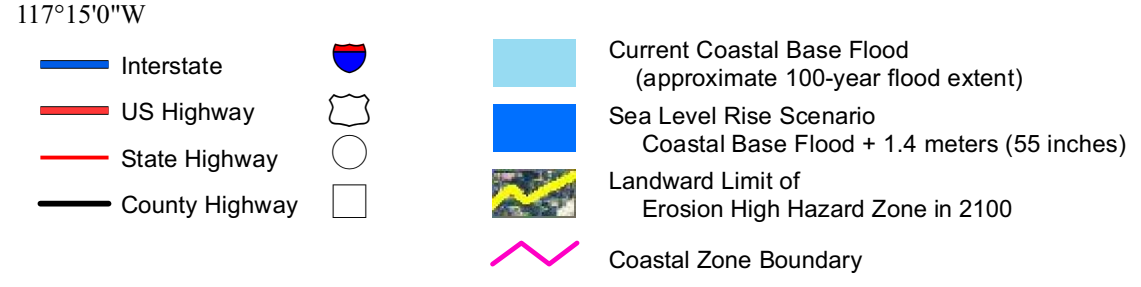 117°15'0"W
Interstate
US Highway
State Highway
County Highway
Current Coastal Base Flood
(approximate 100-year flood extent)
Sea Level Rise Scenario
Coastal Base Flood + 1.4 meters (55 inches)
Landward Limit of
Erosion High Hazard Zone in 2100
Coastal Zone Boundary